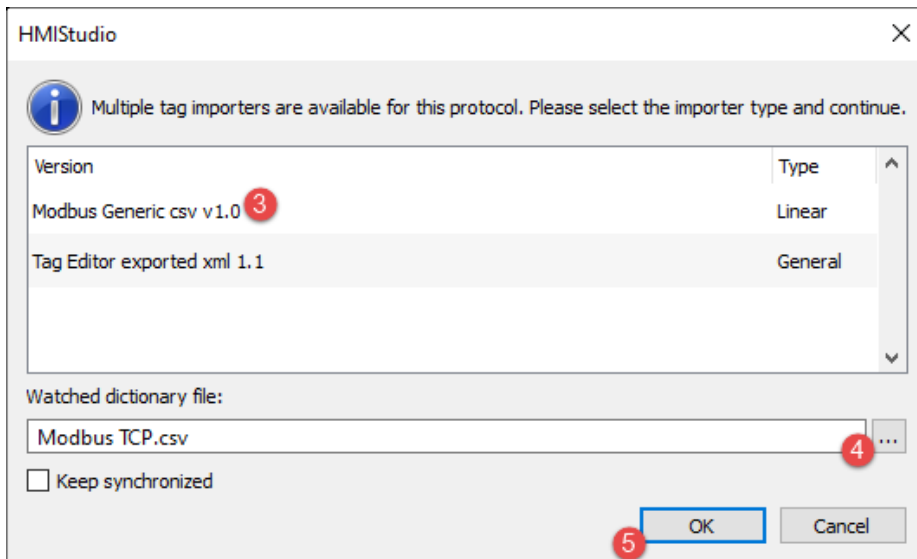 HMIStudio
Multiple tag importers are available for this protocol. Please select the importer type and continue.
Version Type
Modbus Generic csv v1.0 3 Linear
Tag Editor exported xml 1.1 General
Watched dictionary file:
Modbus TCP.csv 4 ...
Keep synchronized
5 OK Cancel